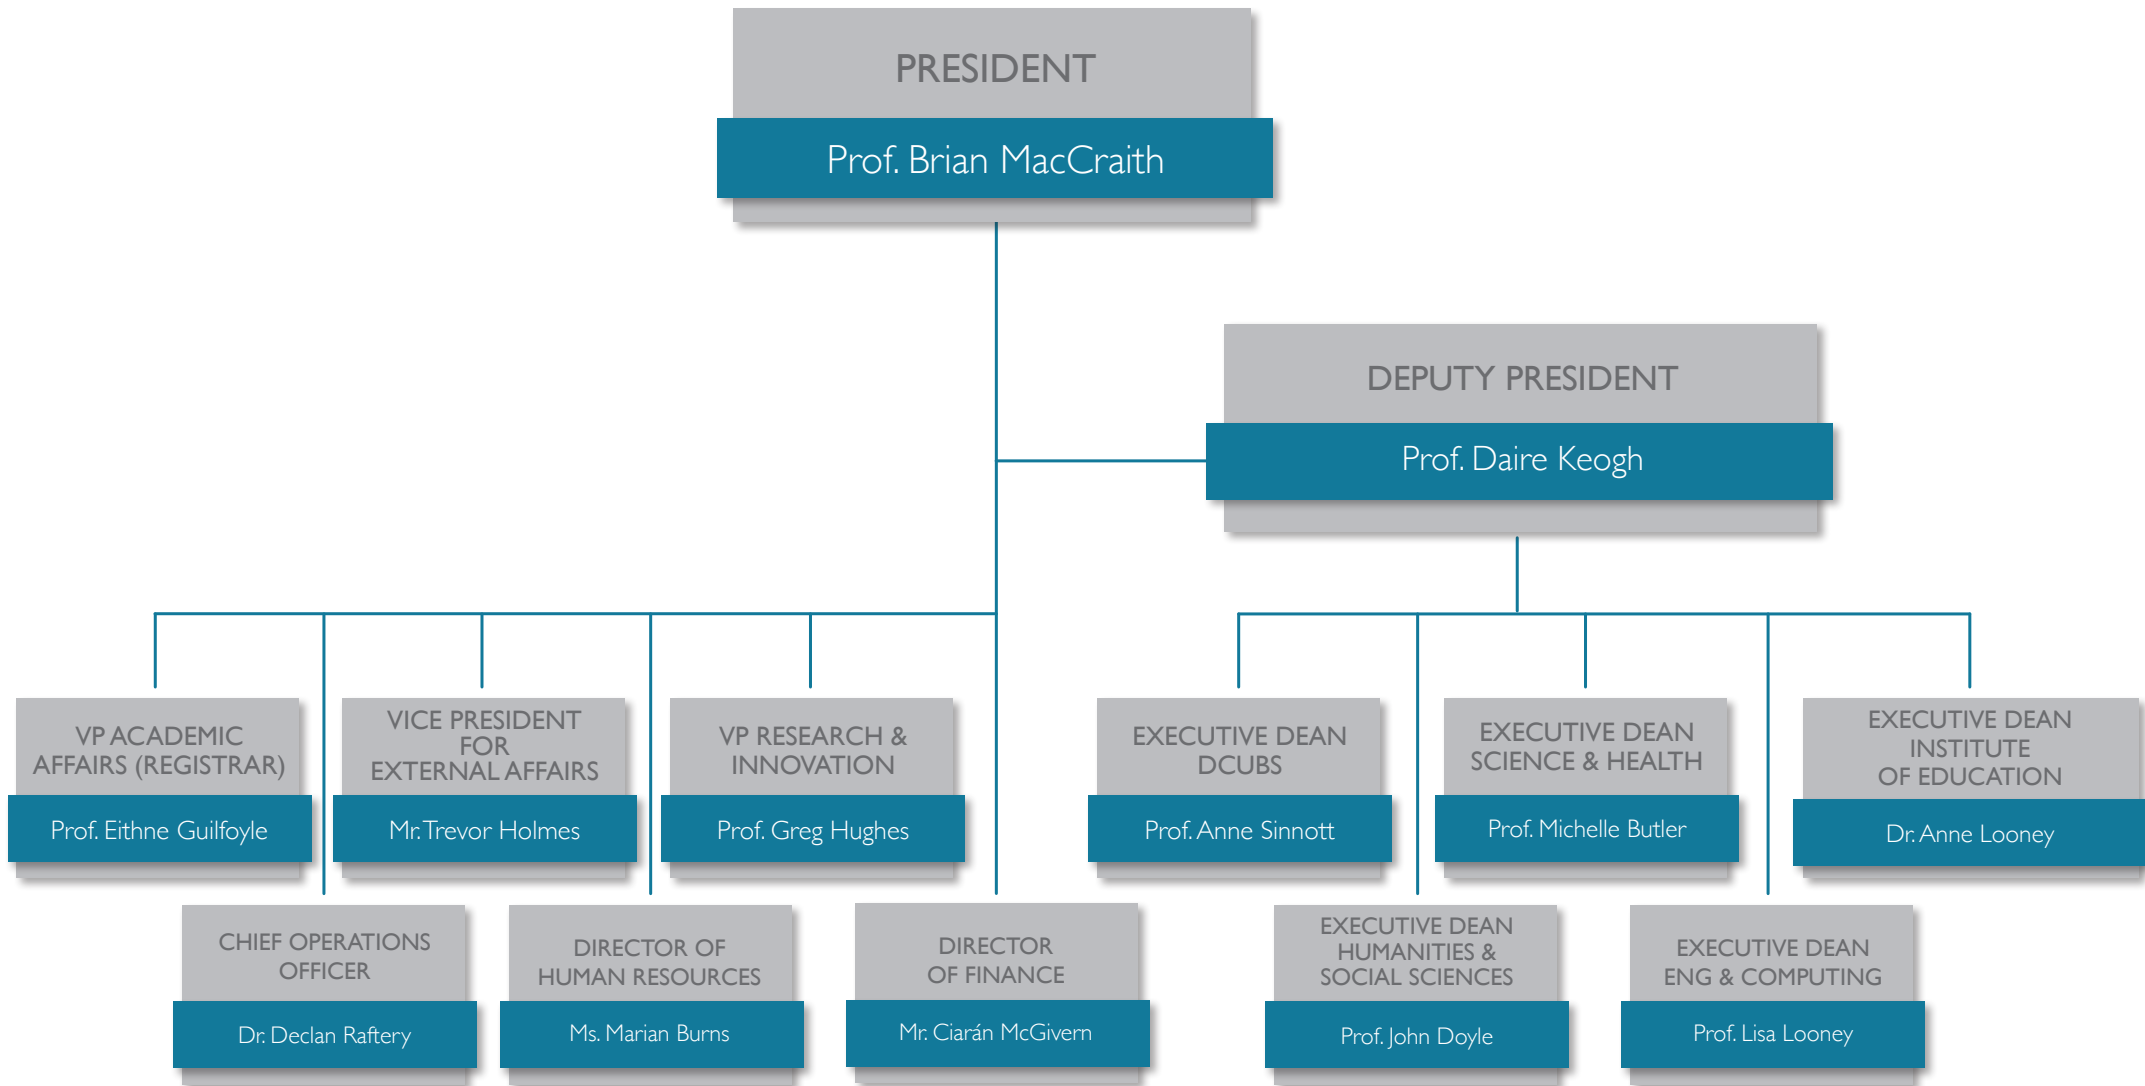 PRESIDENT
Prof. Brian MacCraith
DEPUTY PRESIDENT
Prof. Daire Keogh
VP ACADEMIC
AFFAIRS (REGISTRAR)
Prof. Eithne Guilfoyle
VICE PRESIDENT
FOR
EXTERNAL AFFAIRS
Mr. Trevor Holmes
VP RESEARCH &
INNOVATION
Prof. Greg Hughes
EXECUTIVE DEAN
DCUBS
Prof. Anne Sinnott
EXECUTIVE DEAN
SCIENCE & HEALTH
Prof. Michelle Butler
EXECUTIVE DEAN
INSTITUTE
OF EDUCATION
Dr. Anne Looney
CHIEF OPERATIONS
OFFICER
Dr. Declan Raftery
DIRECTOR OF
HUMAN RESOURCES
Ms. Marian Burns
DIRECTOR
OF FINANCE
Mr. Ciarán McGivern
EXECUTIVE DEAN
HUMANITIES &
SOCIAL SCIENCES
Prof. John Doyle
EXECUTIVE DEAN
ENG & COMPUTING
Prof. Lisa Looney